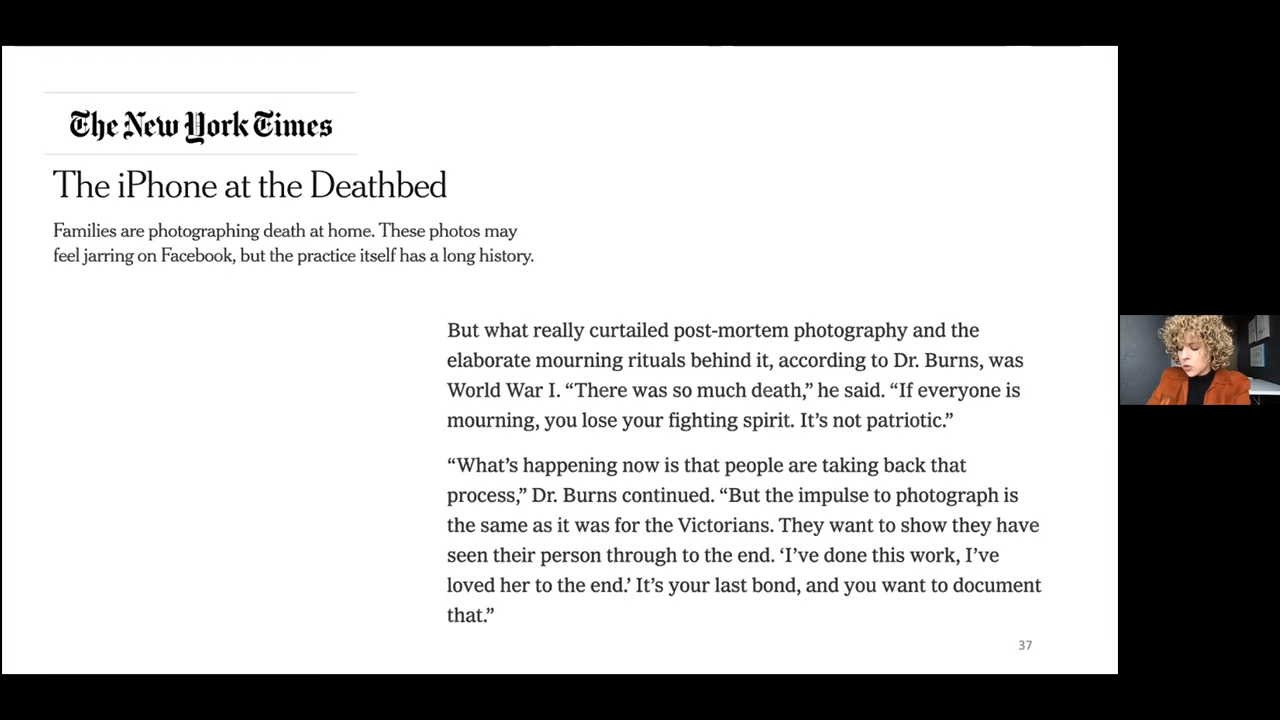 The New York Times
The iPhone at the Deathbed
Families are photographing death at home. These photos may
feel jarring on Facebook, but the practice itself has a long history.
But what really curtailed post-mortem photography and the
elaborate mourning rituals behind it, according to Dr. Burns, was
World War I. “There was so much death,” he said. “If everyone is
mourning, you lose your fighting spirit. It’s not patriotic.”
“What’s happening now is that people are taking back that
process,” Dr. Burns continued. “But the impulse to photograph is
the same as it was for the Victorians. They want to show they have
seen their person through to the end. ‘I’ve done this work, I’ve
loved her to the end.’ It’s your last bond, and you want to document
that.”
37